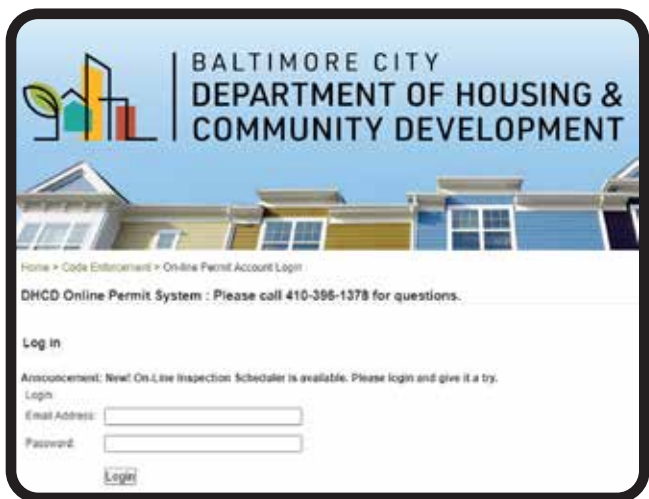 BALTIMORE CITY
DEPARTMENT OF HOUSING &
COMMUNITY DEVELOPMENT
Home > Code Enforcement > On-line Permit Account Login
DHCD Online Permit System : Please call 410-396-1378 for questions.
Log in
Announcement: New! On-Line Inspection Scheduler is available. Please login and give it a try.
Login
Email Address:
Password:
Login